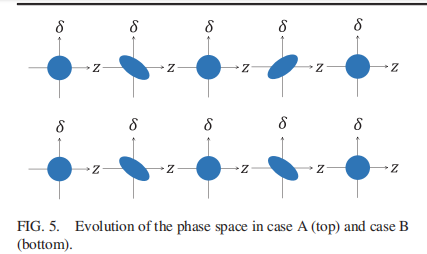 δ δ δ δ δ
z z z z z
δ δ δ δ δ
z z z z z
FIG. 5. Evolution of the phase space in case A (top) and case B
(bottom).